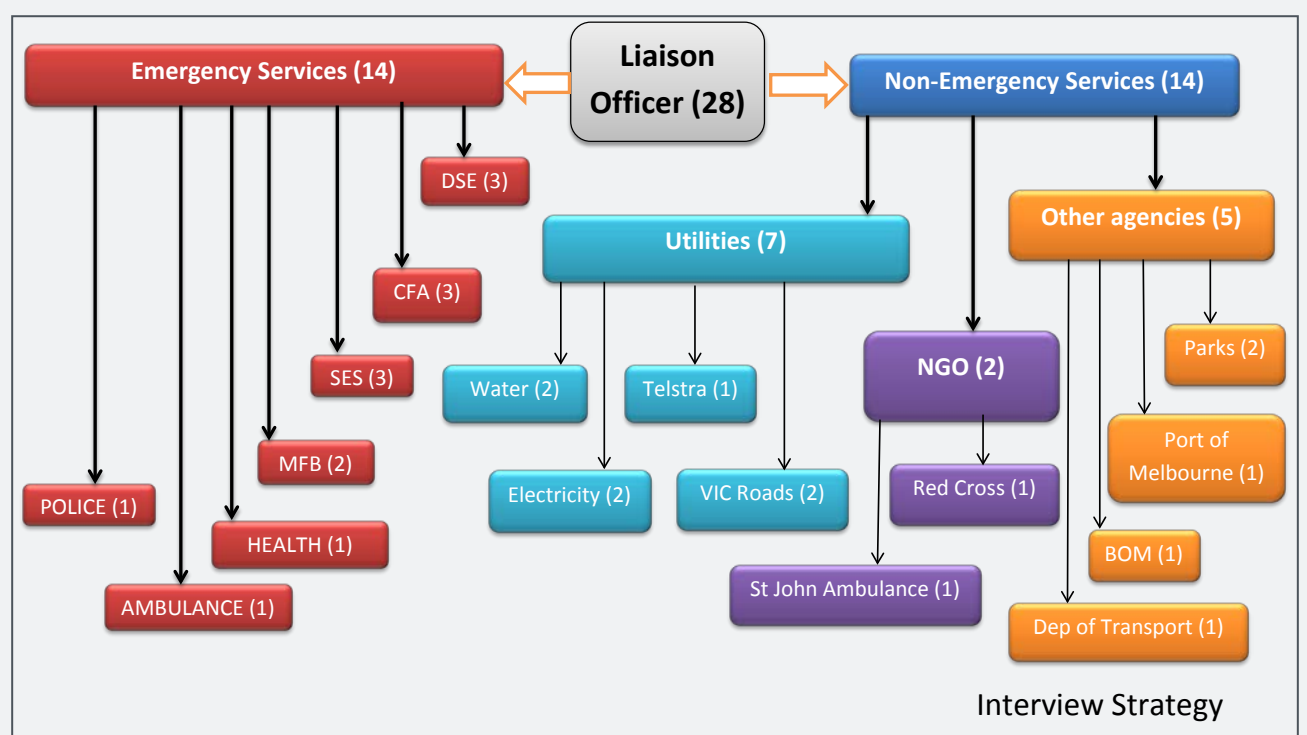 Liaison
Officer (28)
Emergency Services (14)
Non-Emergency Services (14)
DSE (3)
CFA (3)
SES (3)
MFB (2)
POLICE (1)
HEALTH (1)
AMBULANCE (1)
Utilities (7)
Water (2)
Telstra (1)
Electricity (2)
VIC Roads (2)
NGO (2)
Red Cross (1)
St John Ambulance (1)
Other agencies (5)
Parks (2)
Port of
Melbourne (1)
BOM (1)
Dep of Transport (1)
Interview Strategy